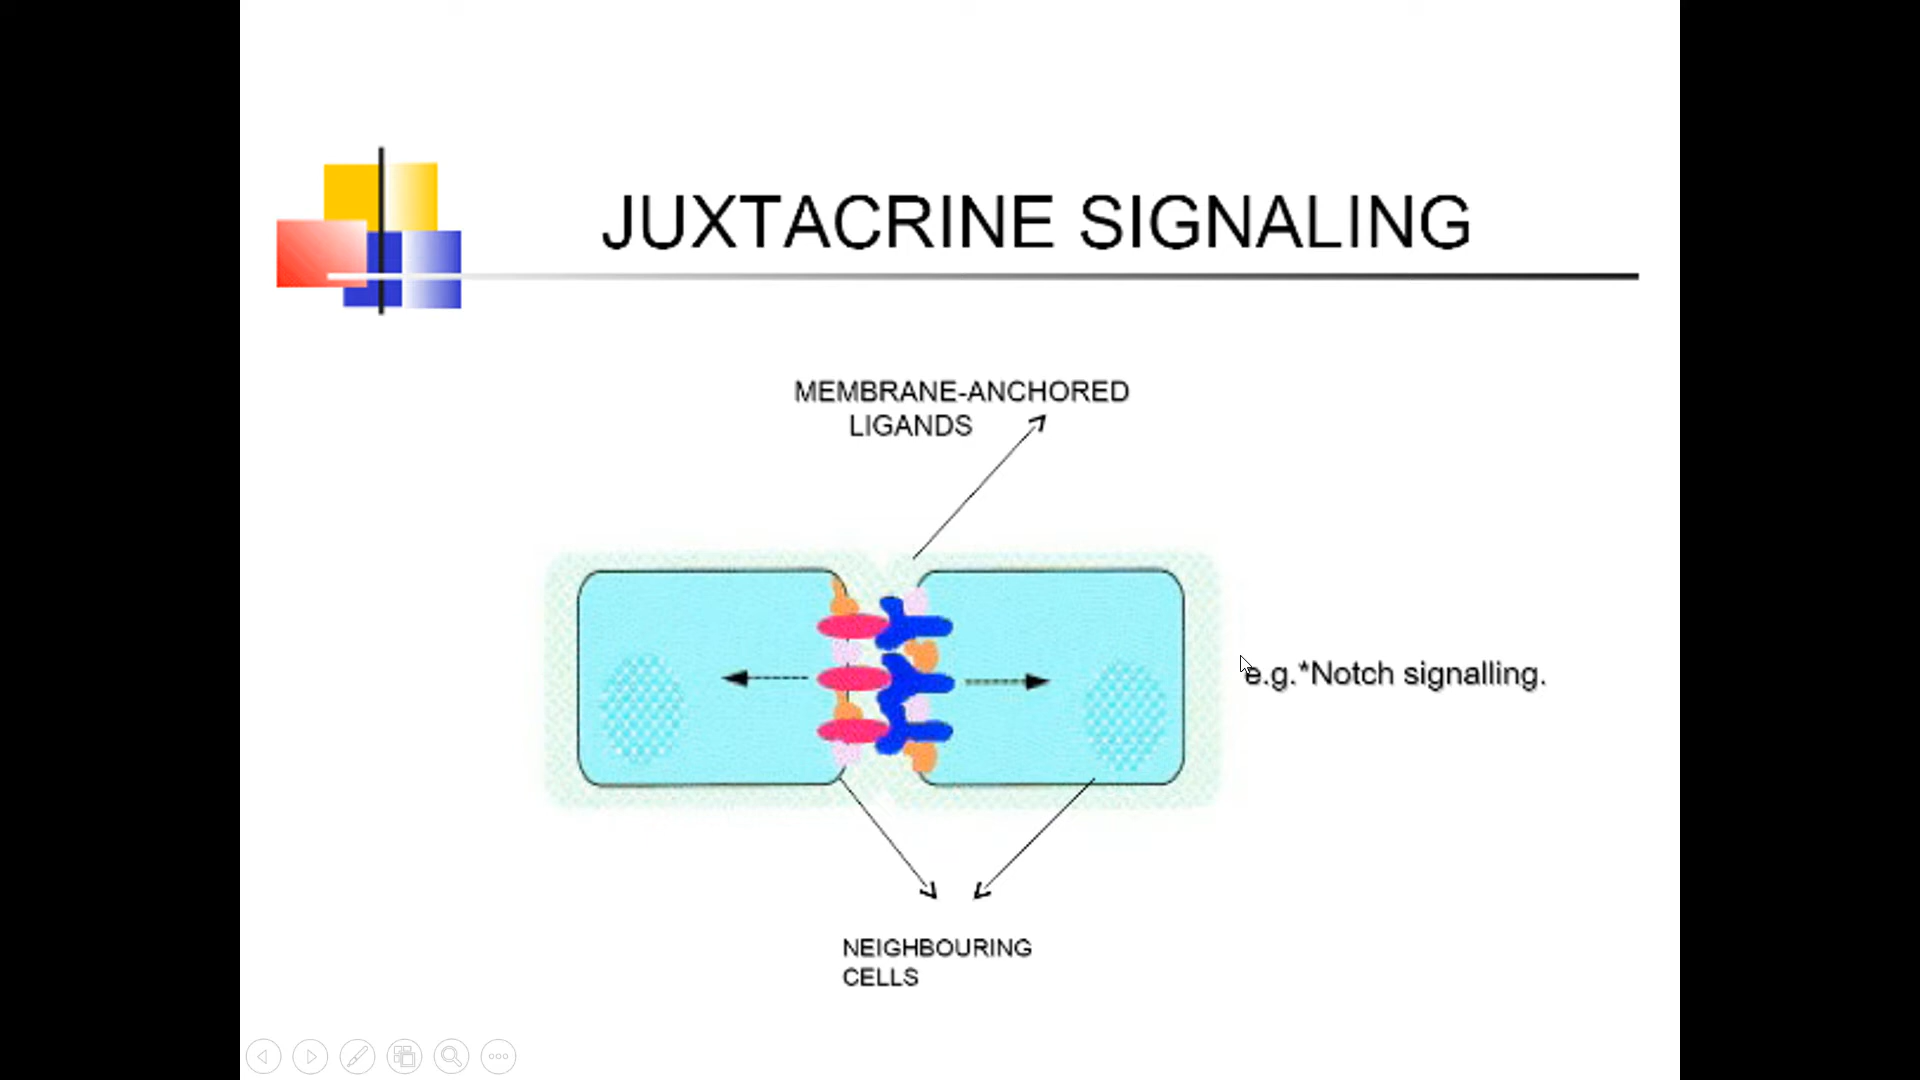 JUXTACRINE SIGNALING
MEMBRANE-ANCHORED
LIGANDS
e.g.*Notch signalling.
NEIGHBOURING
CELLS